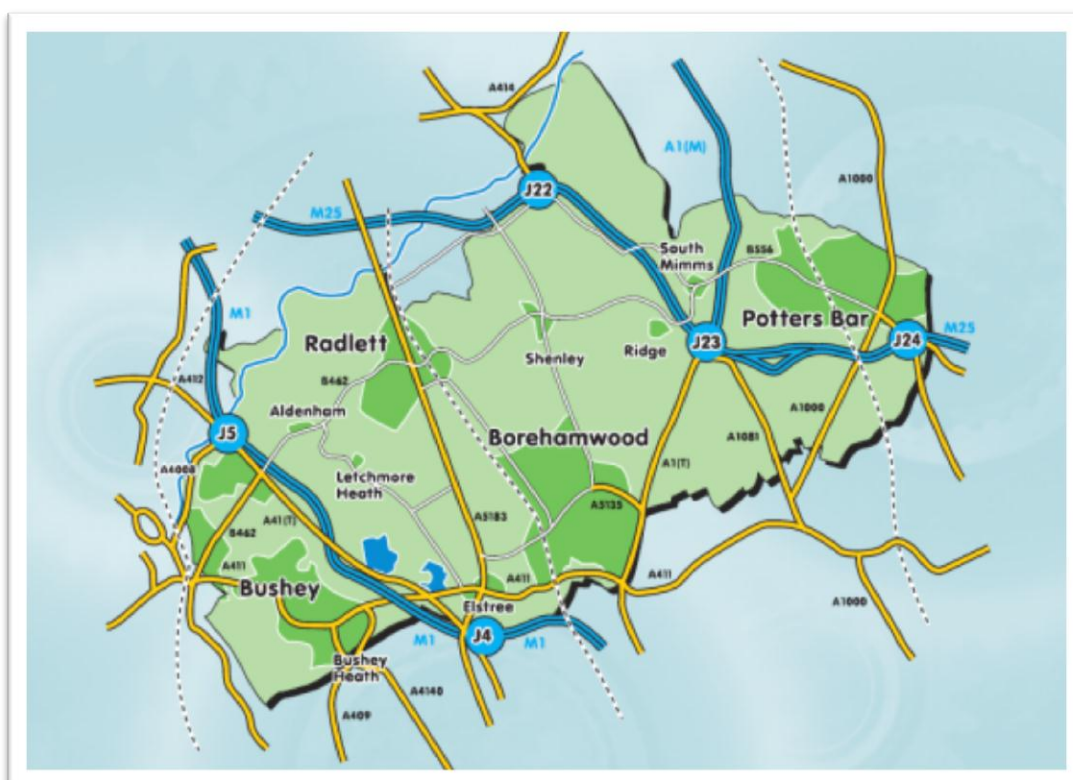 A414
A1(M)
J22
M25
A1000
South
Mimms
B556
M1
Potters Bar
M25
J24
J23
Radlett
Shenley
Ridge
A412
B462
Aldenham
A1000
J5
Borehamwood
A1081
A1(T)
A4008
Letchmore
Heath
A41(T)
A5183
A5135
B462
A411
Bushey
A411
A411
Elstree
A1000
J4
M1
M1
Bushey
Heath
A4140
A409